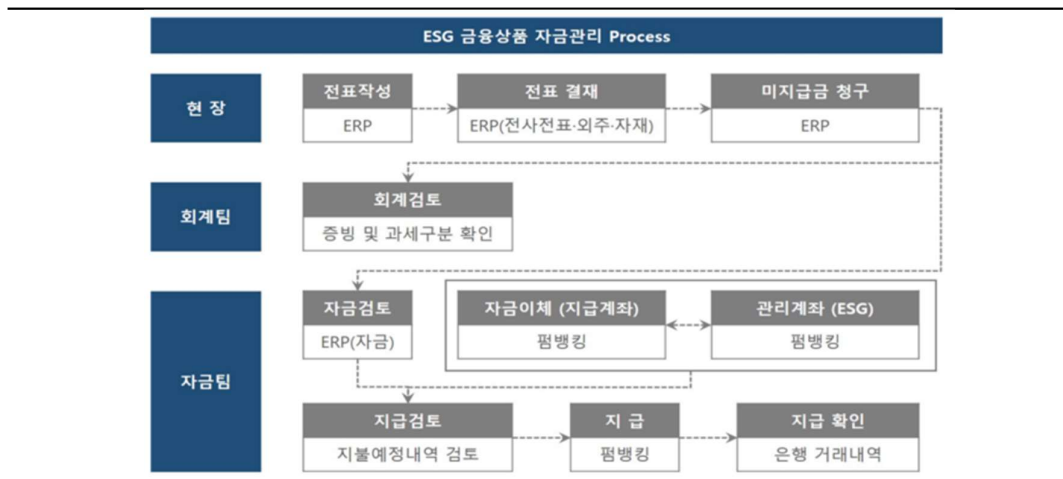 ESG 금융상품 자금관리 Process
현 장
전표작성
ERP
전표 결재
ERP(전사전표·외주·자재)
미지급금 청구
ERP
회계팀
회계검토
증빙 및 과세구분 확인
자금팀
자금검토
ERP(자금)
자금이체 (지급계좌)
펌뱅킹
관리계좌 (ESG)
펌뱅킹
지급검토
지불예정내역 검토
지 급
펌뱅킹
지급 확인
은행 거래내역